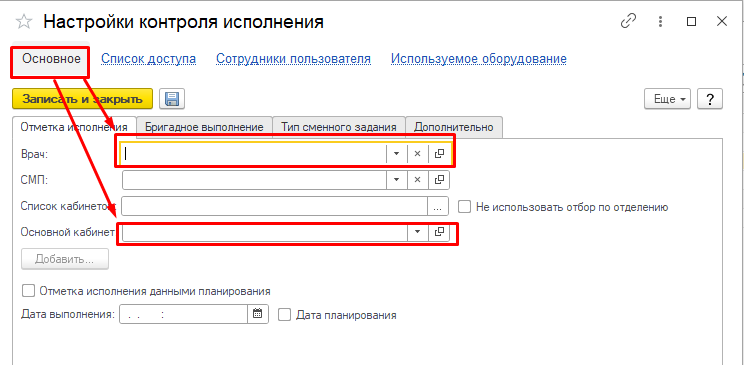 Настройки контроля исполнения
Основное Список доступа Сотрудники пользователя Используемое оборудование
Записать и закрыть Еще ?
Отметка исполнения Бригадное выполнение Тип сменного задания Дополнительно
Врач:
СМП:
Список кабинетов: ... Не использовать отбор по отделению
Основной кабинет
Добавить...
Отметка исполнения данными планирования
Дата выполнения: . . : Дата планирования